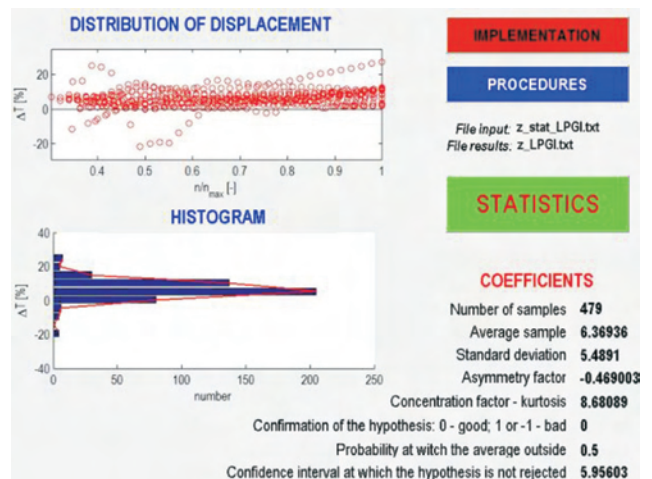 DISTRIBUTION OF DISPLACEMENT
ΔT [%]
20
0
-20
0.4 0.5 0.6 0.7 0.8 0.9 1
n/nmax [-]
HISTOGRAM
ΔT [%]
40
20
0
-20
-40
0 50 100 150 200 250
number
IMPLEMENTATION
PROCEDURES
File input: z_stat_LPGI.txt
File results: z_LPGI.txt
STATISTICS
COEFFICIENTS
Number of samples 479
Average sample 6.36936
Standard deviation 5.4891
Asymmetry factor -0.469003
Concentration factor - kurtosis 8.68089
Confirmation of the hypothesis: 0 - good; 1 or -1 - bad 0
Probability at witch the average outside 0.5
Confidence interval at which the hypothesis is not rejected 5.95603